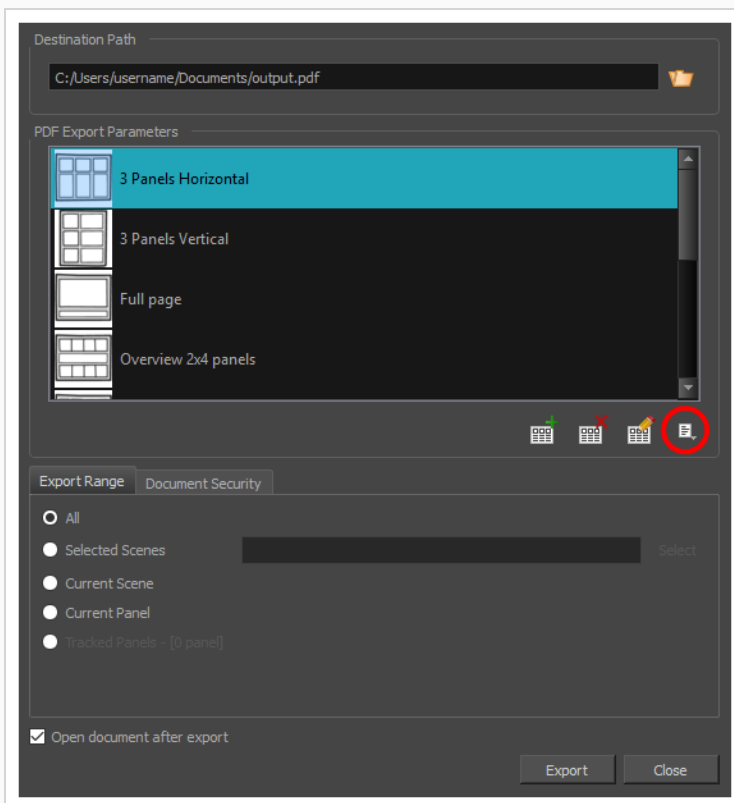 Destination Path
C:/Users/username/Documents/output.pdf
PDF Export Parameters
3 Panels Horizontal
3 Panels Vertical
Full page
Overview 2x4 panels
Export Range Document Security
All
Selected Scenes Select
Current Scene
Current Panel
Tracked Panels - [0 panel]
Open document after export
Export Close